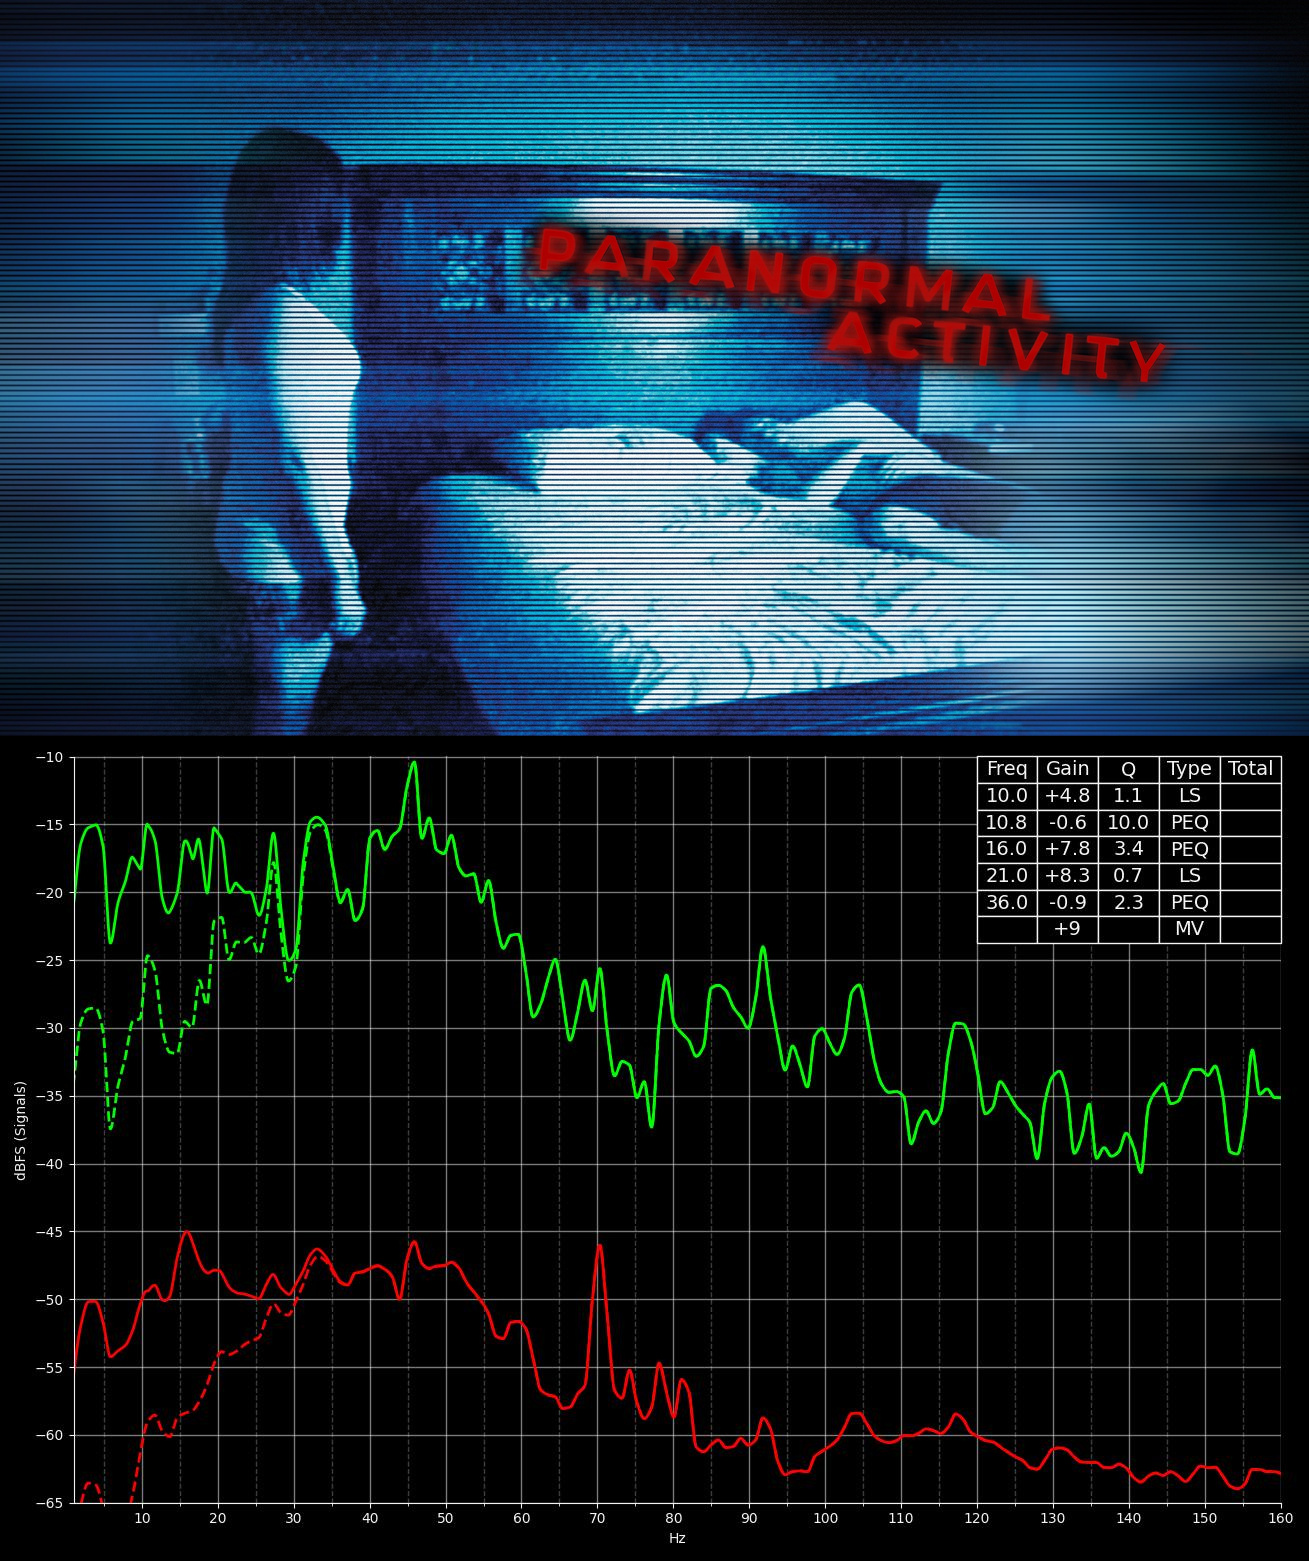 PARANORMAL
ACTIVITY
Freq Gain Q Type Total
10.0 +4.8 1.1 LS
10.8 -0.6 10.0 PEQ
16.0 +7.8 3.4 PEQ
21.0 +8.3 0.7 LS
36.0 -0.9 2.3 PEQ
+9 MV
−10
−15
−20
−25
−30
−35
−40
−45
−50
−55
−60
−65
dBFS (Signals)
10 20 30 40 50 60 70 80 90 100 110 120 130 140 150 160
Hz